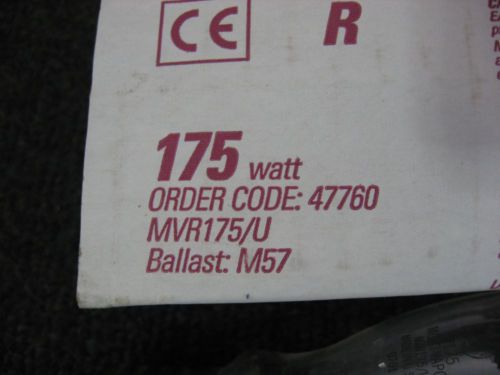 CE R
175 watt
ORDER CODE: 47760
MVR175/U
Ballast: M57